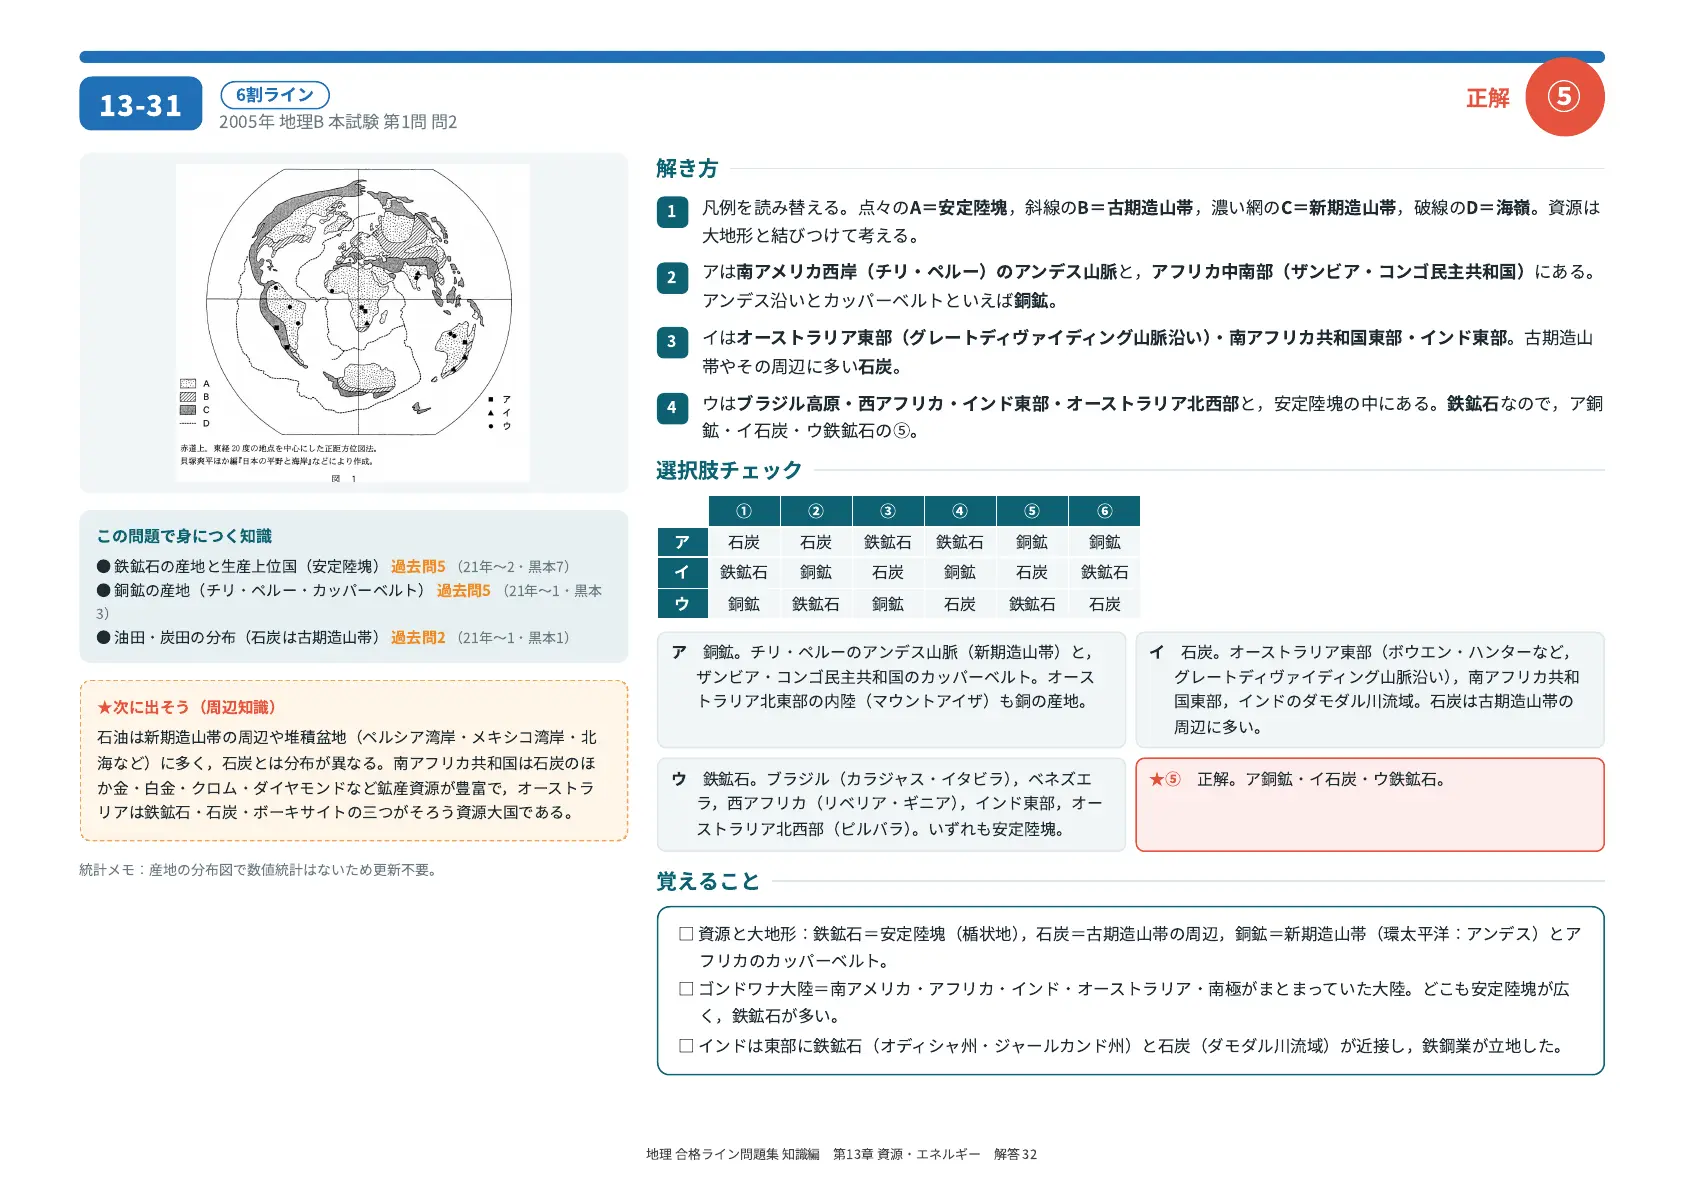 13-31
6割ライン
2005年 地理B 本試験 第1問 問2
正解
⑤
A
B
C
D
ア
イ
ウ
赤道上，東経20度の地点を中心にした正距方位図法。
貝塚爽平ほか編『日本の平野と海岸』などにより作成。
図 1
この問題で身につく知識
●鉄鉱石の産地と生産上位国（安定陸塊） 過去問5 （21年〜2・黒本7）
●銅鉱の産地（チリ・ペルー・カッパーベルト） 過去問5 （21年〜1・黒本
3）
●油田・炭田の分布（石炭は古期造山帯） 過去問2 （21年〜1・黒本1）
★次に出そう（周辺知識）
石油は新期造山帯の周辺や堆積盆地（ペルシア湾岸・メキシコ湾岸・北
海など）に多く，石炭とは分布が異なる。南アフリカ共和国は石炭のほ
か金・白金・クロム・ダイヤモンドなど鉱産資源が豊富で，オーストラ
リアは鉄鉱石・石炭・ボーキサイトの三つがそろう資源大国である。
統計メモ：産地の分布図で数値統計はないため更新不要。
解き方
1 凡例を読み替える。点々のA＝安定陸塊，斜線のB＝古期造山帯，濃い網のC＝新期造山帯，破線のD＝海嶺。資源は
大地形と結びつけて考える。
2 アは南アメリカ西岸（チリ・ペルー）のアンデス山脈と，アフリカ中南部（ザンビア・コンゴ民主共和国）にある。
アンデス沿いとカッパーベルトといえば銅鉱。
3 イはオーストラリア東部（グレートディヴァイディング山脈沿い）・南アフリカ共和国東部・インド東部。古期造山
帯やその周辺に多い石炭。
4 ウはブラジル高原・西アフリカ・インド東部・オーストラリア北西部と，安定陸塊の中にある。鉄鉱石なので，ア銅
鉱・イ石炭・ウ鉄鉱石の⑤。
選択肢チェック
① ② ③ ④ ⑤ ⑥
ア 石炭 石炭 鉄鉱石 鉄鉱石 銅鉱 銅鉱
イ 鉄鉱石 銅鉱 石炭 銅鉱 石炭 鉄鉱石
ウ 銅鉱 鉄鉱石 銅鉱 石炭 鉄鉱石 石炭
ア 銅鉱。チリ・ペルーのアンデス山脈（新期造山帯）と，
ザンビア・コンゴ民主共和国のカッパーベルト。オース
トラリア北東部の内陸（マウントアイザ）も銅の産地。
イ 石炭。オーストラリア東部（ボウエン・ハンターなど，
グレートディヴァイディング山脈沿い），南アフリカ共和
国東部，インドのダモダル川流域。石炭は古期造山帯の
周辺に多い。
ウ 鉄鉱石。ブラジル（カラジャス・イタビラ），ベネズエ
ラ，西アフリカ（リベリア・ギニア），インド東部，オー
ストラリア北西部（ピルバラ）。いずれも安定陸塊。
★⑤ 正解。ア銅鉱・イ石炭・ウ鉄鉱石。
覚えること
□ 資源と大地形：鉄鉱石＝安定陸塊（楯状地），石炭＝古期造山帯の周辺，銅鉱＝新期造山帯（環太平洋：アンデス）とア
フリカのカッパーベルト。
□ ゴンドワナ大陸＝南アメリカ・アフリカ・インド・オーストラリア・南極がまとまっていた大陸。どこも安定陸塊が広
く，鉄鉱石が多い。
□ インドは東部に鉄鉱石（オディシャ州・ジャールカンド州）と石炭（ダモダル川流域）が近接し，鉄鋼業が立地した。
地理 合格ライン問題集 知識編 第13章 資源・エネルギー 解答32